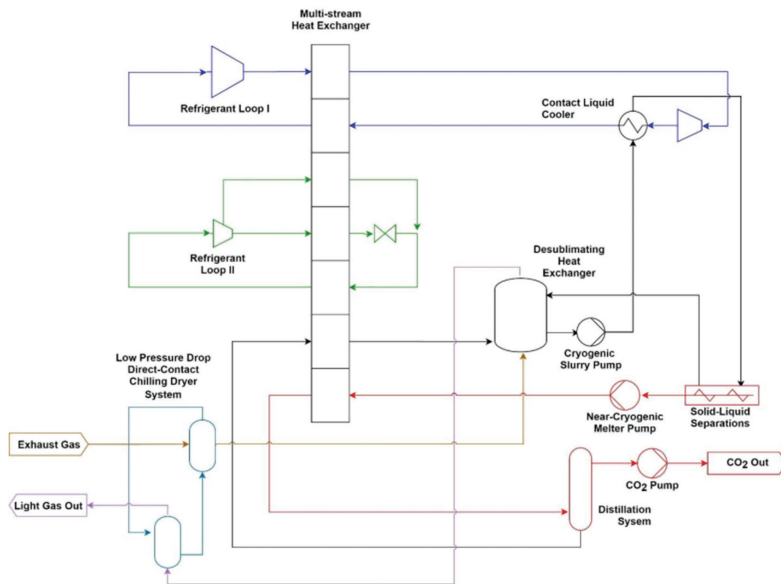 Multi-stream
Heat Exchanger
Refrigerant Loop I
Contact Liquid
Cooler
Refrigerant
Loop II
Desublimating
Heat
Exchanger
Cryogenic
Slurry Pump
Low Pressure Drop
Direct-Contact
Chilling Dryer
System
Near-Cryogenic
Melter Pump
Solid-Liquid
Separations
Exhaust Gas
CO2 Pump
CO2 Out
Light Gas Out
Distillation
Sysem